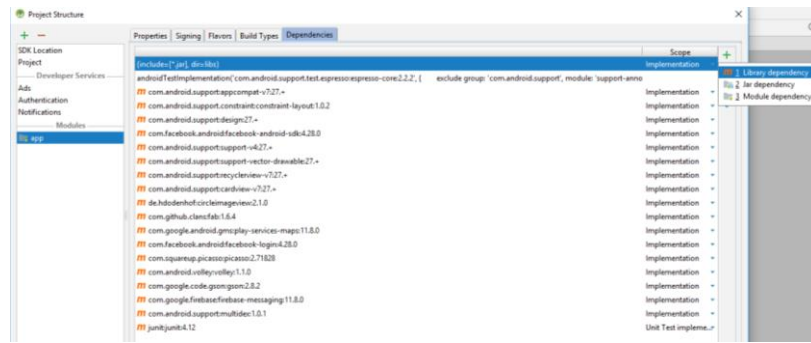 Project Structure
Properties Signing Flavors Build Types Dependencies
SDK Location
Project
Developer Services
Ads
Authentication
Notifications
Modules
app
Scope
{include=[*.jar], dir=libs} Implementation
androidTestImplementation('com.android.support.test.espresso:espresso-core:2.2.2', { exclude group: 'com.android.support', module: 'support-anno
com.android.support:appcompat-v7:27.+ Implementation
com.android.support.constraint:constraint-layout:1.0.2 Implementation
com.android.support:design:27.+ Implementation
com.facebook.android:facebook-android-sdk:4.28.0 Implementation
com.android.support:support-v4:27.+ Implementation
com.android.support:support-vector-drawable:27.+ Implementation
com.android.support:recyclerview-v7:27.+ Implementation
com.android.support:cardview-v7:27.+ Implementation
de.hdodenhof:circleimageview:2.1.0 Implementation
com.github.clans:fab:1.6.4 Implementation
com.google.android.gms:play-services-maps:11.8.0 Implementation
com.facebook.android:facebook-login:4.28.0 Implementation
com.squareup.picasso:picasso:2.71828 Implementation
com.android.volley:volley:1.1.0 Implementation
com.google.code.gson:gson:2.8.2 Implementation
com.google.firebase:firebase-messaging:11.8.0 Implementation
com.android.support:multidex:1.0.1 Implementation
junit:junit:4.12 Unit Test impleme...
1 Library dependency
2 Jar dependency
3 Module dependency